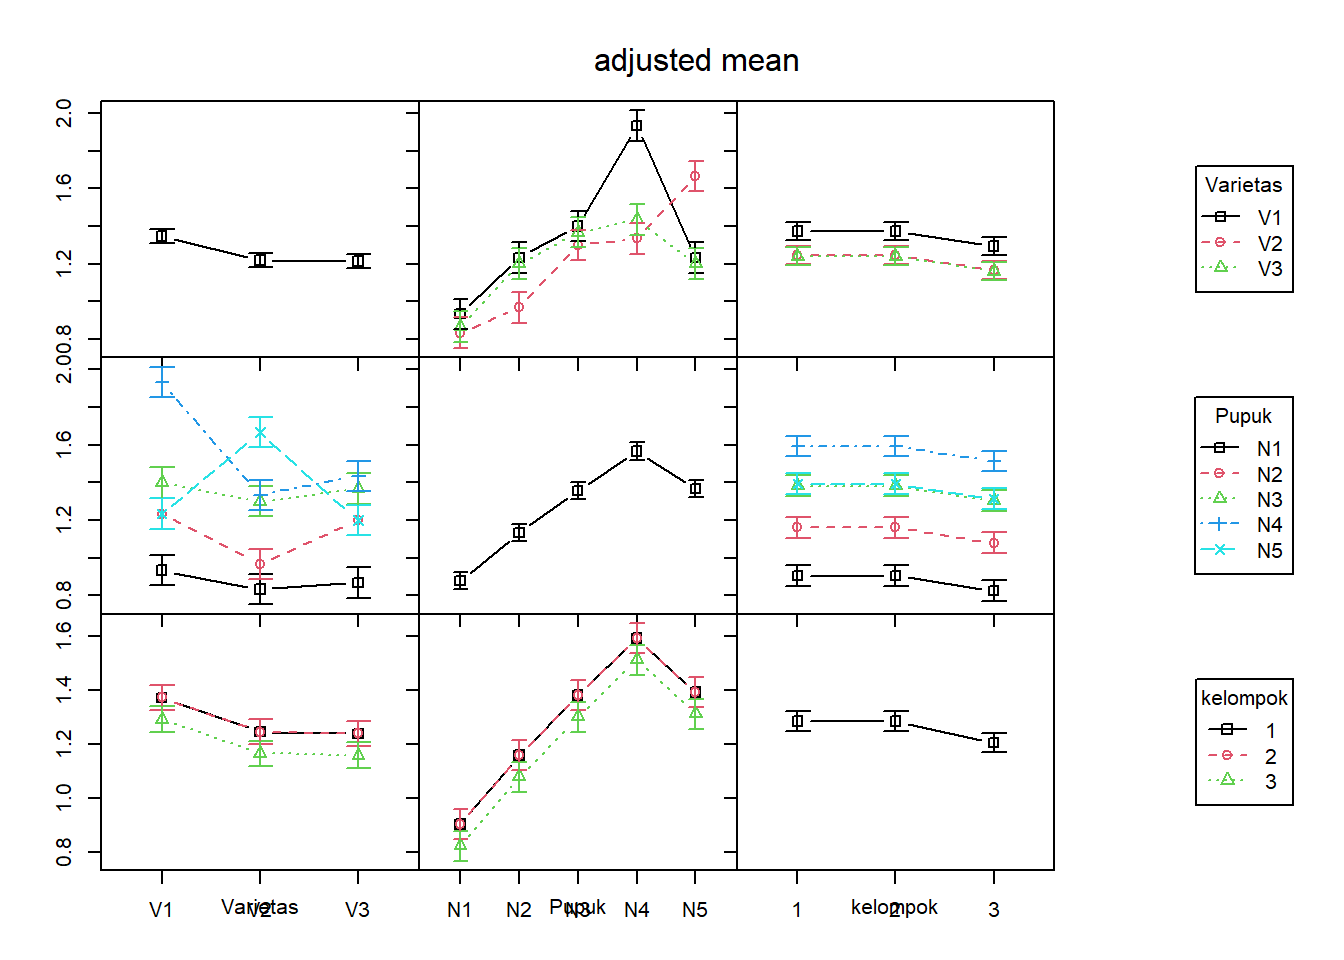 adjusted mean
2.0
1.6
1.2
0.8
2.0
1.6
1.2
0.8
1.6
1.4
1.2
1.0
0.8
V1 V2 V3
Varietas
N1 N2 N3 N4 N5
Pupuk
1 2 3
kelompok
Varietas
V1
V2
V3
Pupuk
N1
N2
N3
N4
N5
kelompok
1
2
3